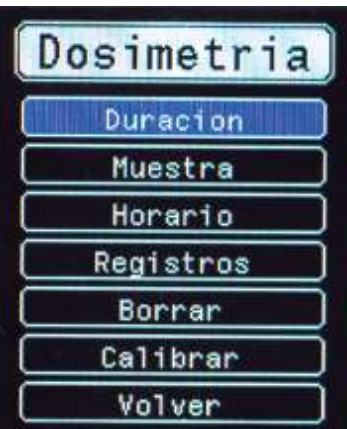 Dosimetria
Duracion
Muestra
Horario
Registros
Borrar
Calibrar
Volver